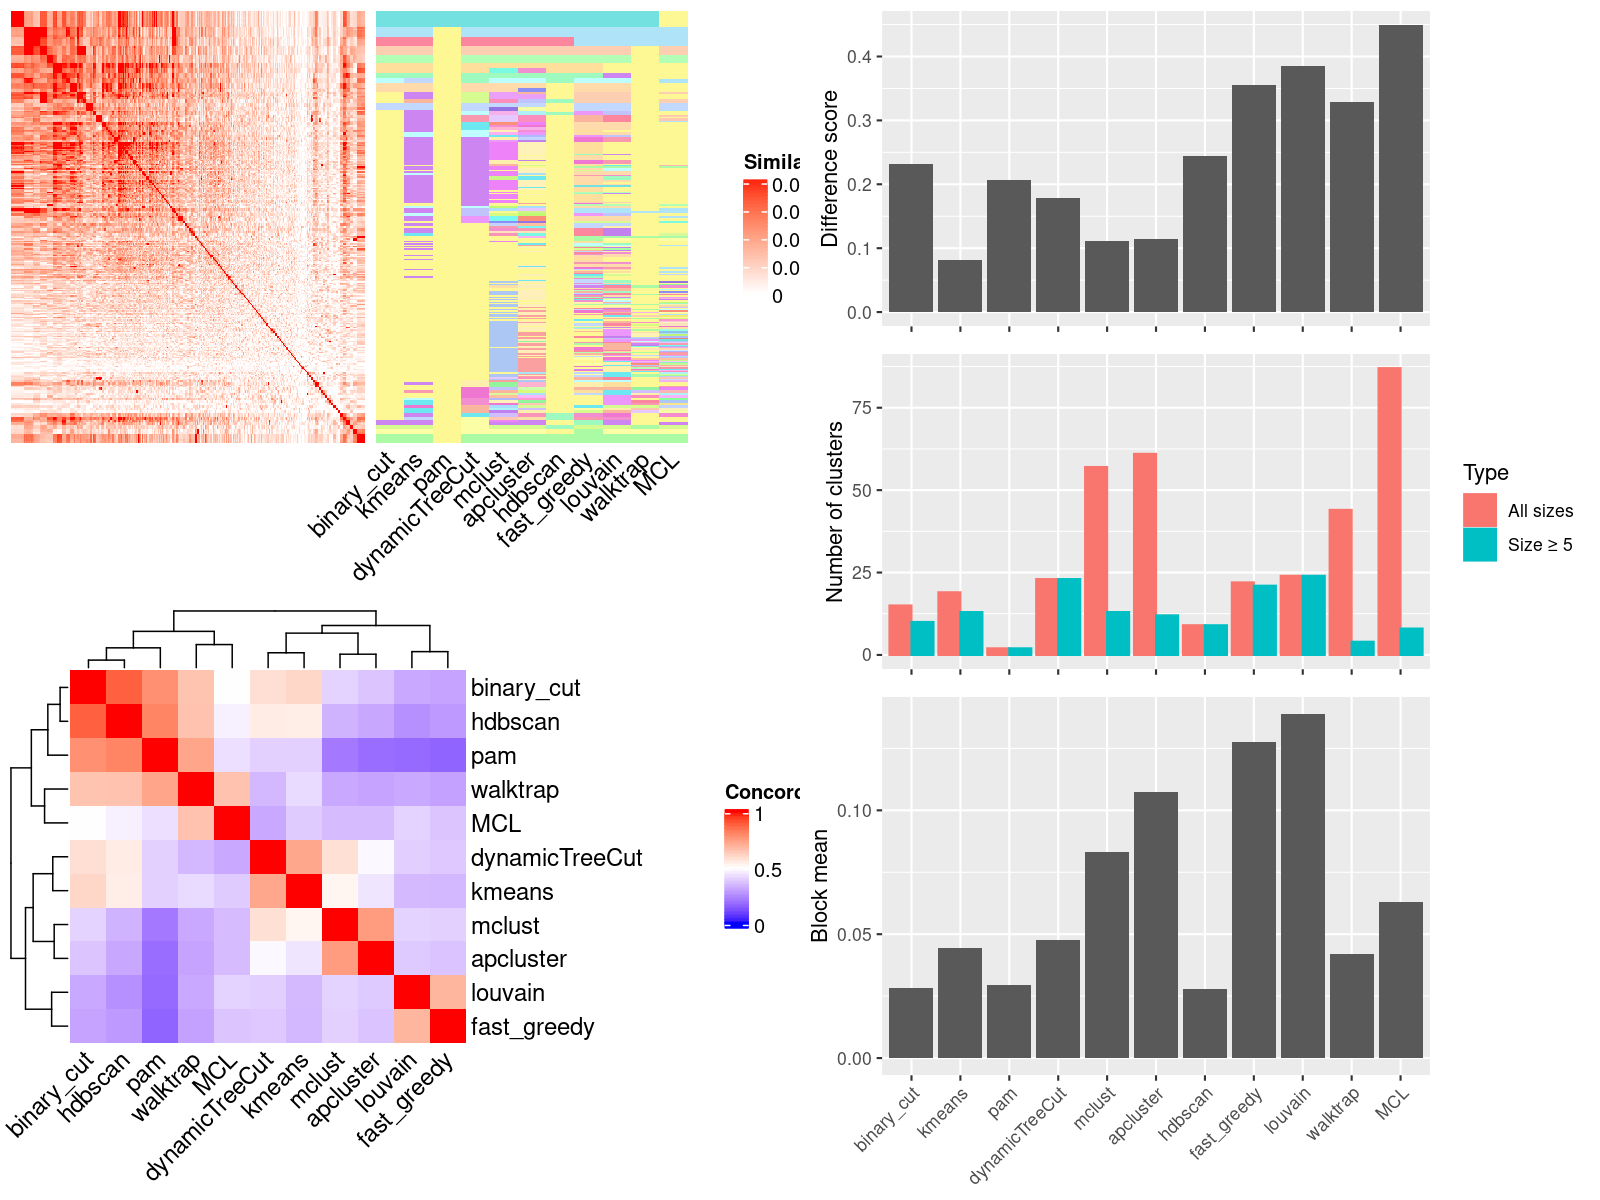 Simila
0.0
0.0
0.0
0.0
0
binary_cut
kmeans
pam
dynamicTreeCut
mclust
apcluster
hdbscan
fast_greedy
louvain
walktrap
MCL
binary_cut
hdbscan
pam
walktrap
MCL
dynamicTreeCut
kmeans
mclust
apcluster
louvain
fast_greedy
binary_cut
hdbscan
pam
walktrap
MCL
dynamicTreeCut
kmeans
mclust
apcluster
louvain
fast_greedy
Concord
1
0.5
0
Difference score
0.4
0.3
0.2
0.1
0.0
Number of clusters
75
50
25
0
Type
All sizes
Size ≥ 5
Block mean
0.10
0.05
0.00
binary_cut
kmeans
pam
dynamicTreeCut
mclust
apcluster
hdbscan
fast_greedy
louvain
walktrap
MCL